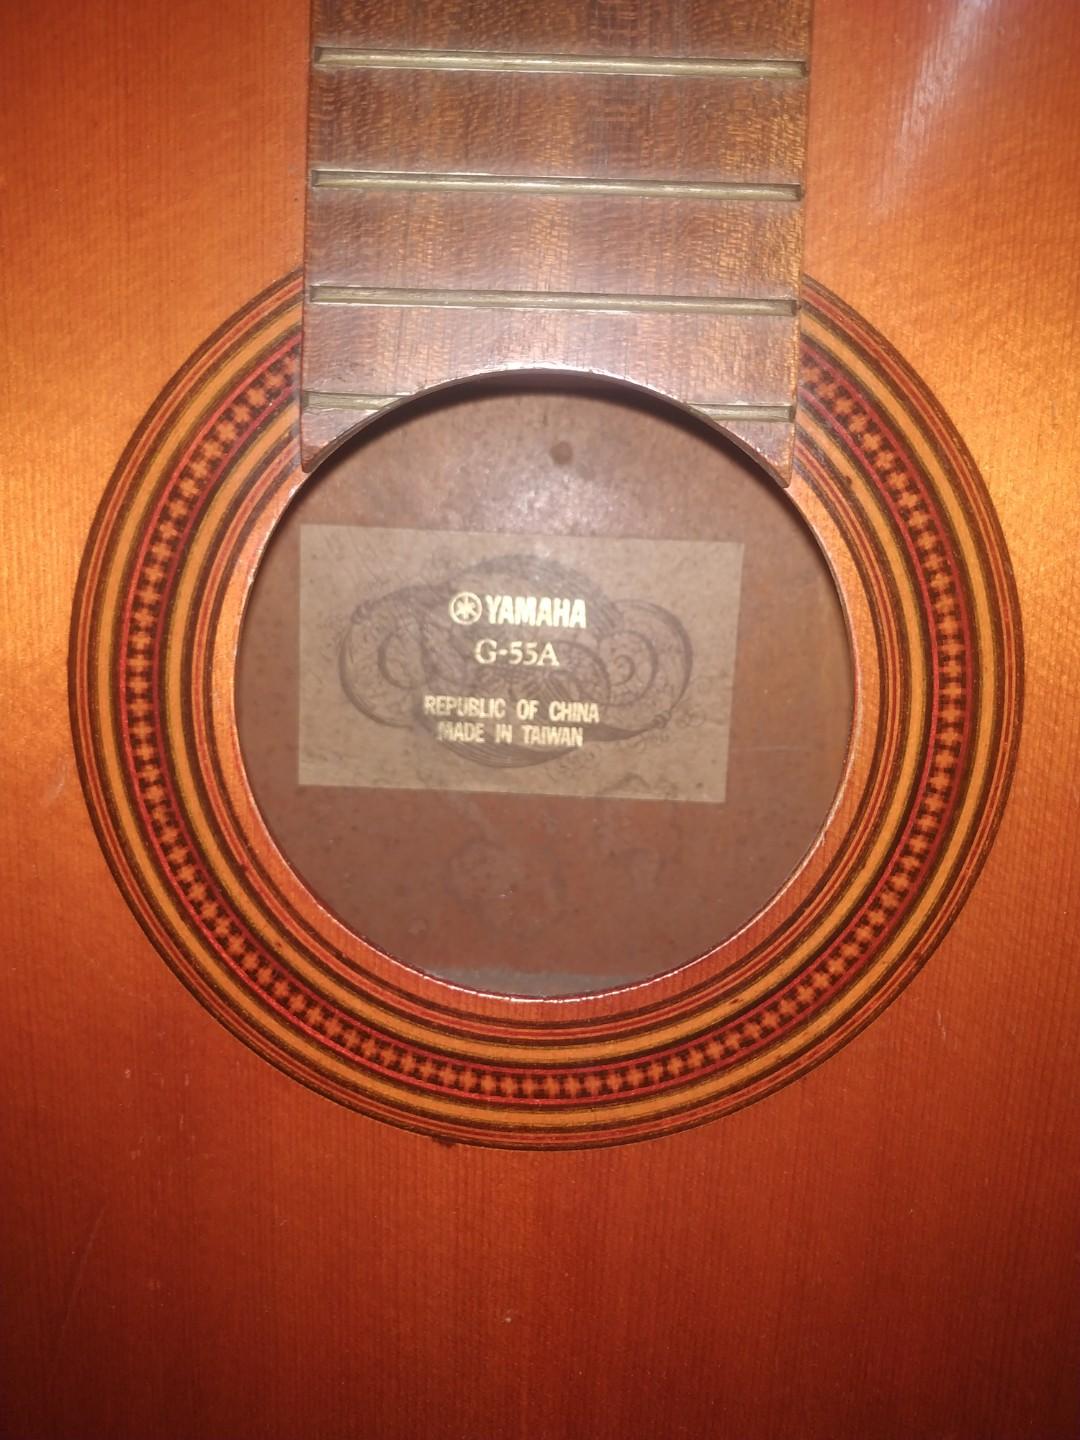 YAMAHA
G-55A
REPUBLIC OF CHINA
MADE IN TAIWAN